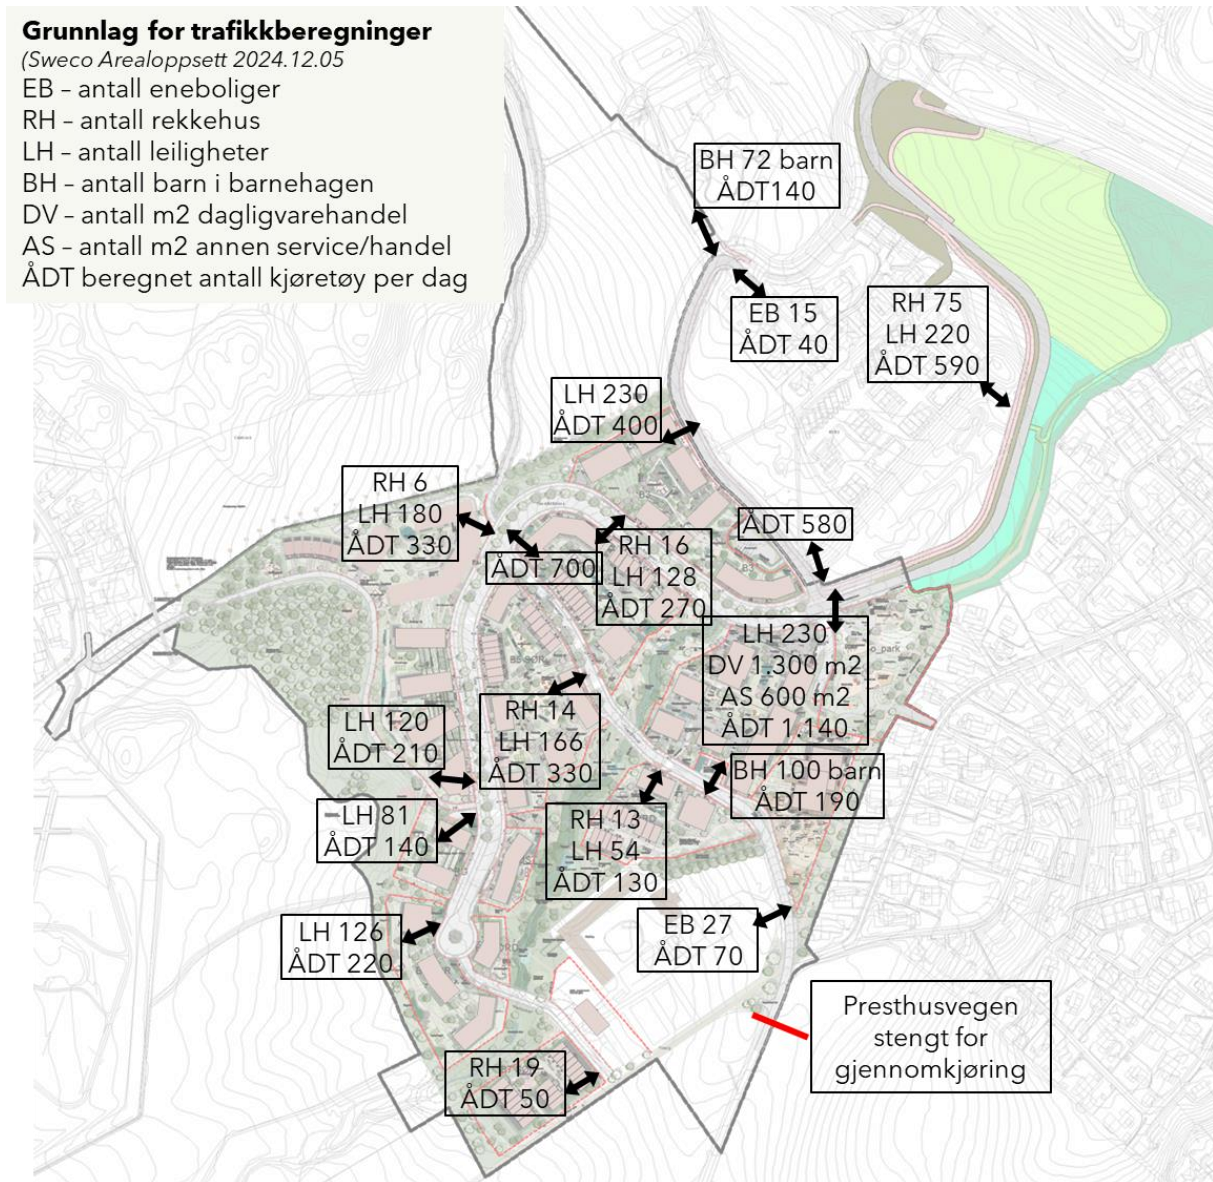 Grunnlag for trafikkberegninger
(Sweco Arealoppsett 2024.12.05
EB – antall eneboliger
RH – antall rekkehus
LH – antall leiligheter
BH – antall barn i barnehagen
DV – antall m2 dagligvarehandel
AS – antall m2 annen service/handel
ÅDT beregnet antall kjøretøy per dag
BH 72 barn
ÅDT140
EB 15
ÅDT 40
RH 75
LH 220
ÅDT 590
LH 230
ÅDT 400
RH 6
LH 180
ÅDT 330
ÅDT 700
RH 16
LH 128
ÅDT 270
ÅDT 580
LH 230
DV 1.300 m2
AS 600 m2
ÅDT 1.140
RH 14
LH 166
ÅDT 330
LH 120
ÅDT 210
LH 81
ÅDT 140
BH 100 barn
ÅDT 190
RH 13
LH 54
ÅDT 130
LH 126
ÅDT 220
EB 27
ÅDT 70
Presthusvegen
stengt for
gjennomkjøring
RH 19
ÅDT 50